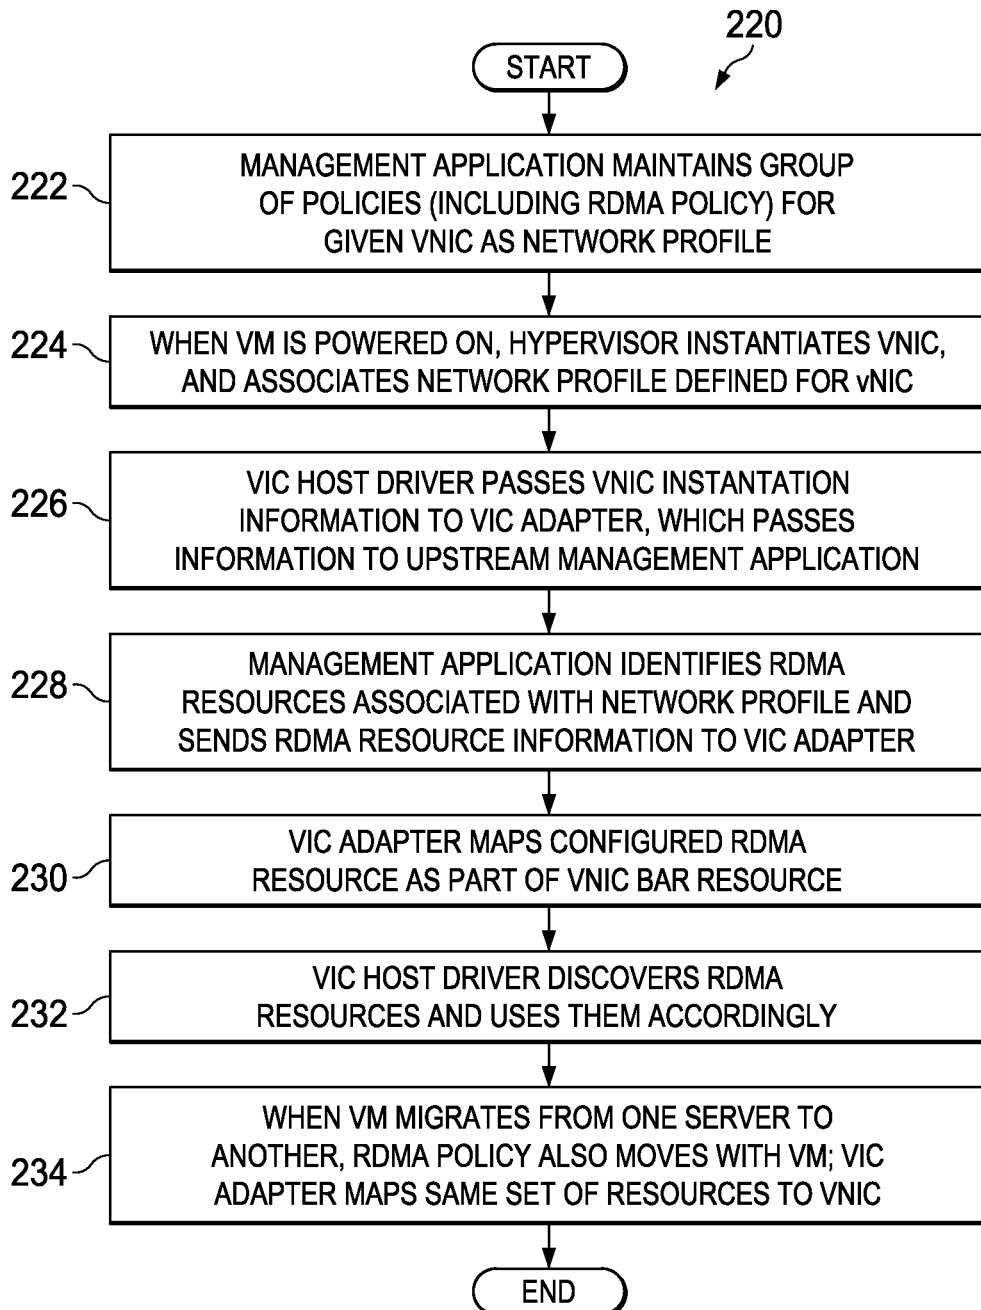 220
START
222
MANAGEMENT APPLICATION MAINTAINS GROUP
OF POLICIES (INCLUDING RDMA POLICY) FOR
GIVEN VNIC AS NETWORK PROFILE
224
WHEN VM IS POWERED ON, HYPERVISOR INSTANTIATES VNIC,
AND ASSOCIATES NETWORK PROFILE DEFINED FOR vNIC
226
VIC HOST DRIVER PASSES VNIC INSTANTATION
INFORMATION TO VIC ADAPTER, WHICH PASSES
INFORMATION TO UPSTREAM MANAGEMENT APPLICATION
228
MANAGEMENT APPLICATION IDENTIFIES RDMA
RESOURCES ASSOCIATED WITH NETWORK PROFILE AND
SENDS RDMA RESOURCE INFORMATION TO VIC ADAPTER
230
VIC ADAPTER MAPS CONFIGURED RDMA
RESOURCE AS PART OF VNIC BAR RESOURCE
232
VIC HOST DRIVER DISCOVERS RDMA
RESOURCES AND USES THEM ACCORDINGLY
234
WHEN VM MIGRATES FROM ONE SERVER TO
ANOTHER, RDMA POLICY ALSO MOVES WITH VM; VIC
ADAPTER MAPS SAME SET OF RESOURCES TO VNIC
END